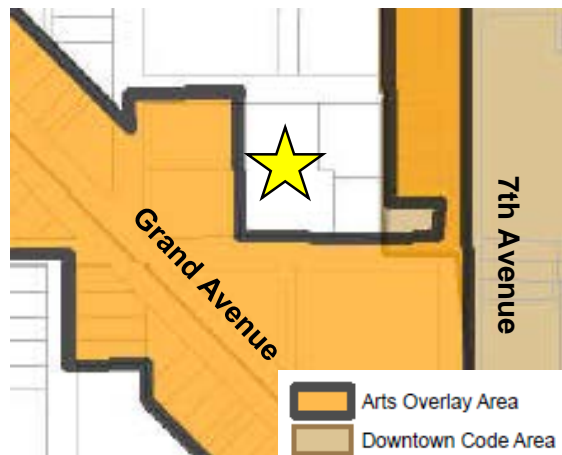 Grand Avenue
7th Avenue
Arts Overlay Area
Downtown Code Area